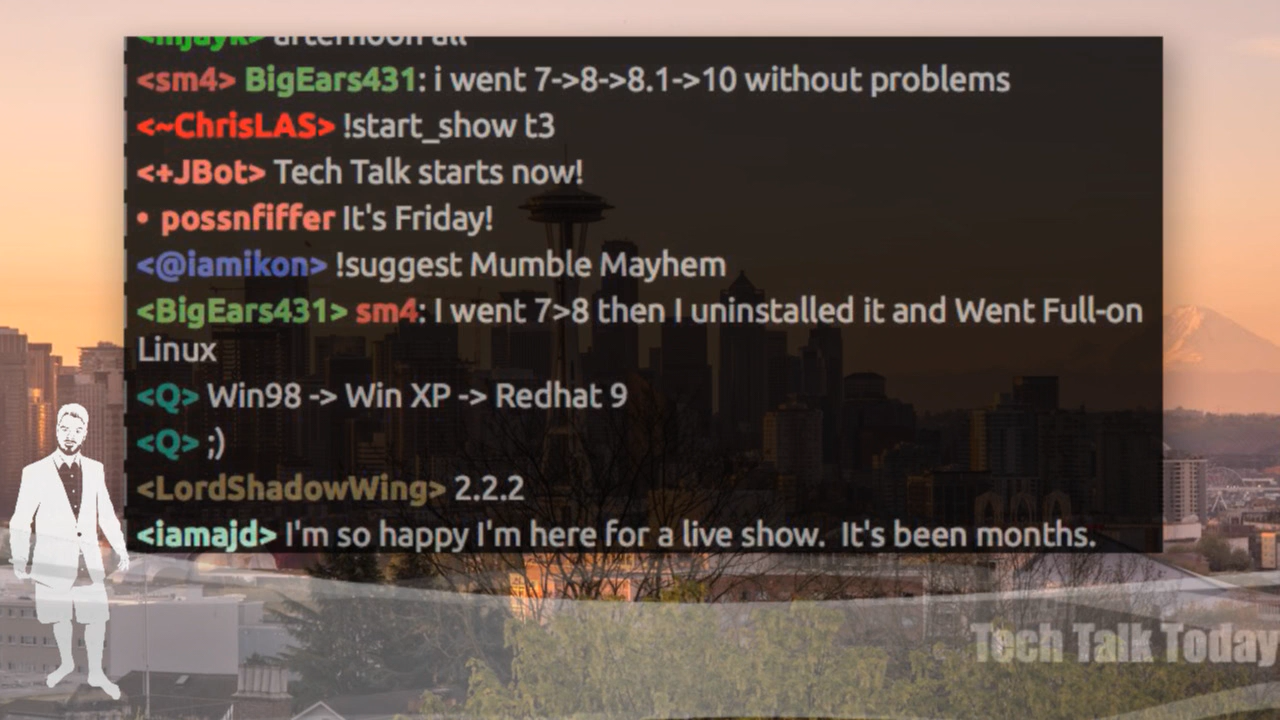 <mjayk> afternoon all
<sm4> BigEars431: i went 7->8->8.1->10 without problems
<~ChrisLAS> !start_show t3
<+JBot> Tech Talk starts now!
• possnfiffer It's Friday!
<@iamikon> !suggest Mumble Mayhem
<BigEars431> sm4: I went 7>8 then I uninstalled it and Went Full-on
Linux
<Q> Win98 -> Win XP -> Redhat 9
<Q> ;)
<LordShadowWing> 2.2.2
<iamajd> I'm so happy I'm here for a live show.  It's been months.
Tech Talk Today